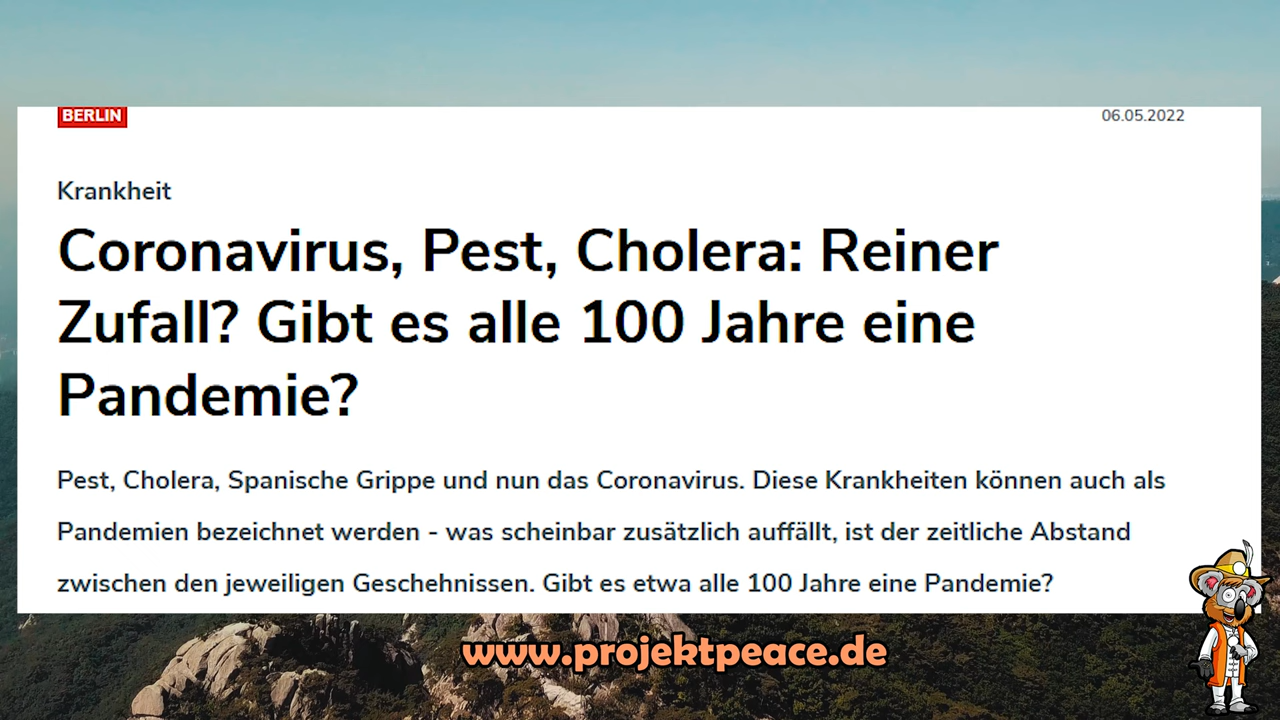 BERLIN
06.05.2022
Krankheit
Coronavirus, Pest, Cholera: Reiner
Zufall? Gibt es alle 100 Jahre eine
Pandemie?
Pest, Cholera, Spanische Grippe und nun das Coronavirus. Diese Krankheiten können auch als
Pandemien bezeichnet werden - was scheinbar zusätzlich auffällt, ist der zeitliche Abstand
zwischen den jeweiligen Geschehnissen. Gibt es etwa alle 100 Jahre eine Pandemie?
www.projektpeace.de